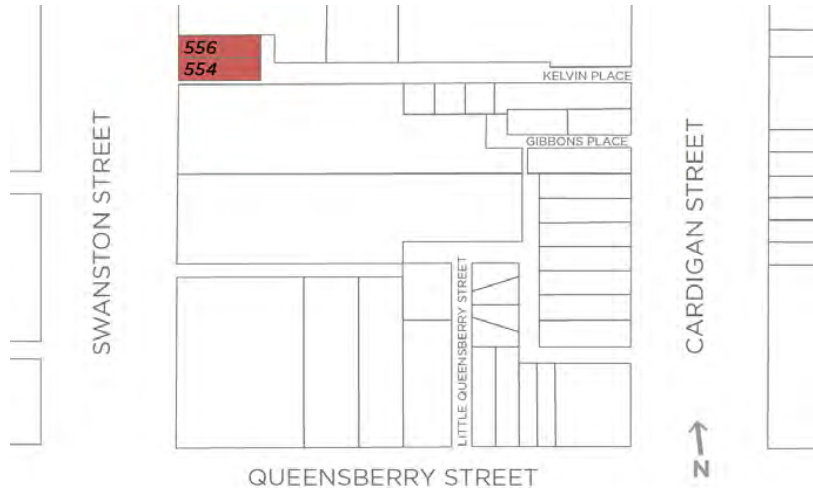 556
554
KELVIN PLACE
GIBBONS PLACE
SWANSTON STREET
CARDIGAN STREET
LITTLE QUEENSBERRY STREET
QUEENSBERRY STREET
N